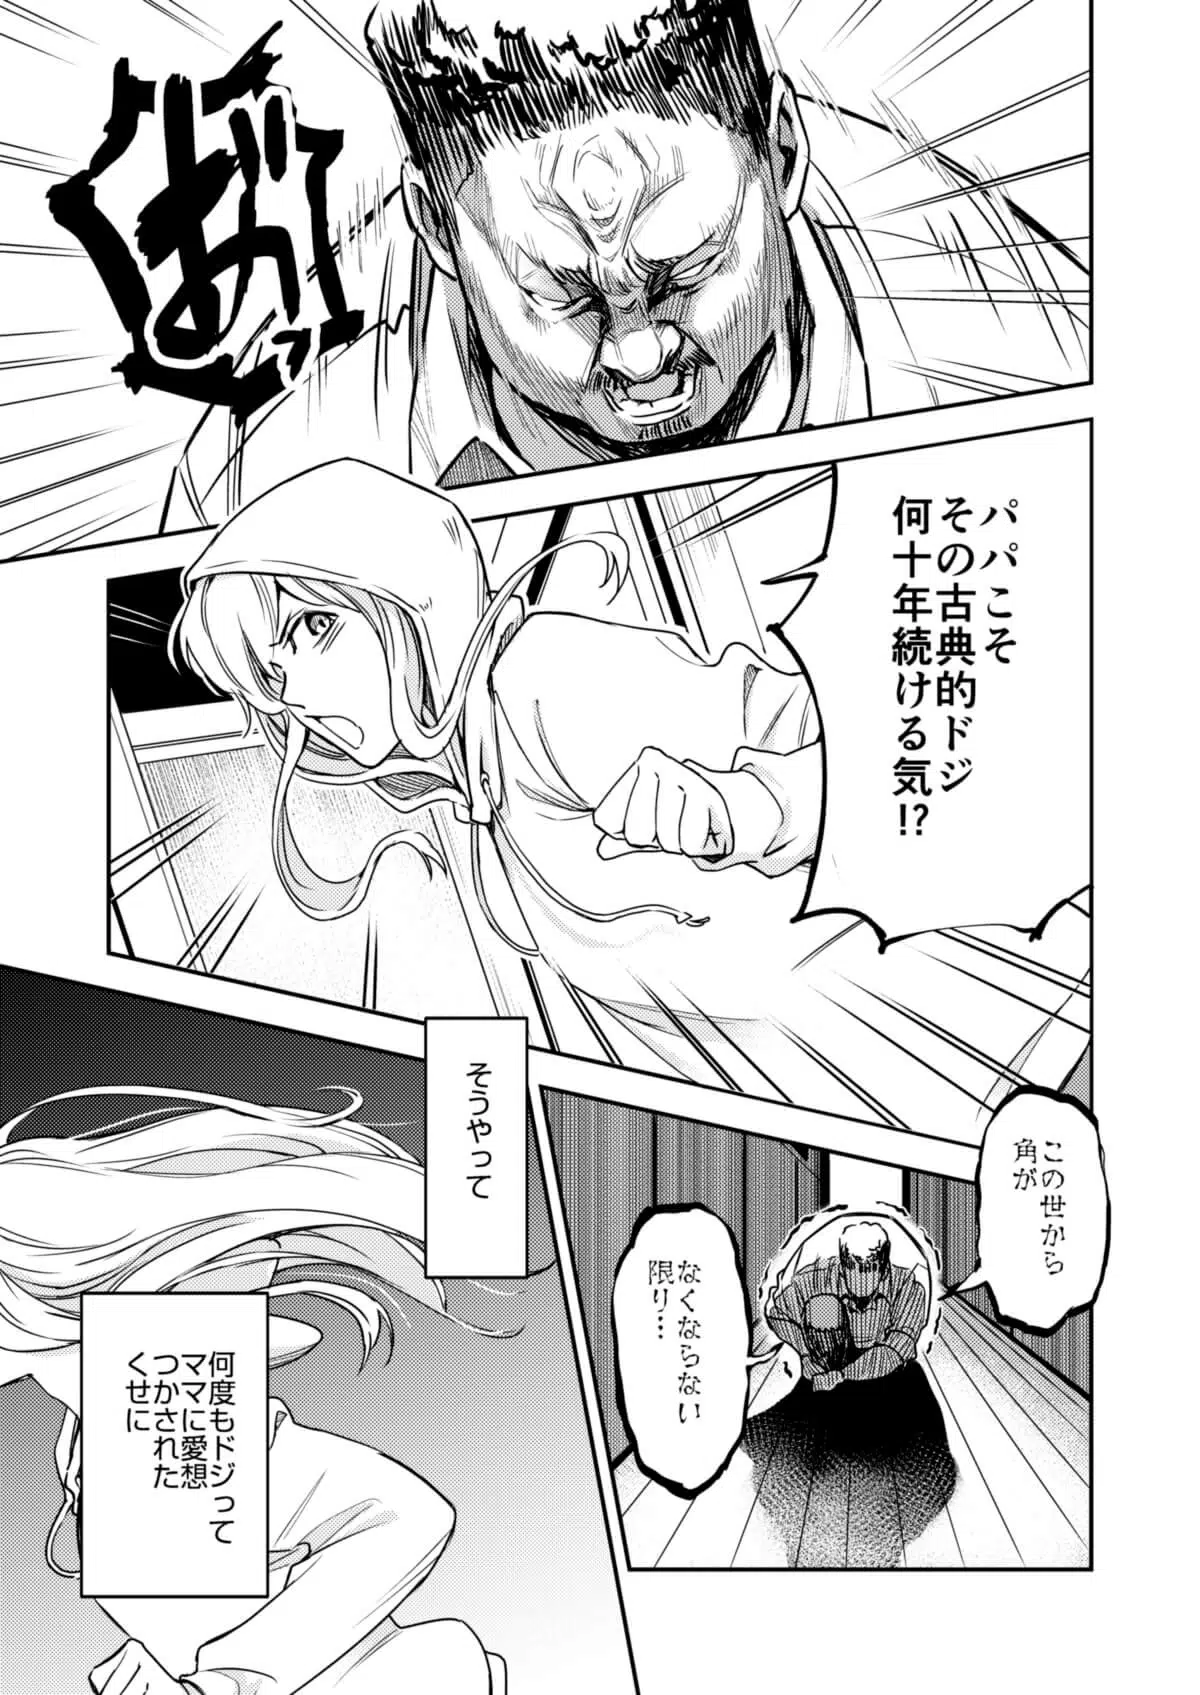 あ゛っ
パパこそ
その古典的ドジ
何十年続ける気!?
この世から
角が
なくならない
限り…
そうやって
何度もドジって
ママに愛想
つかされた
くせに